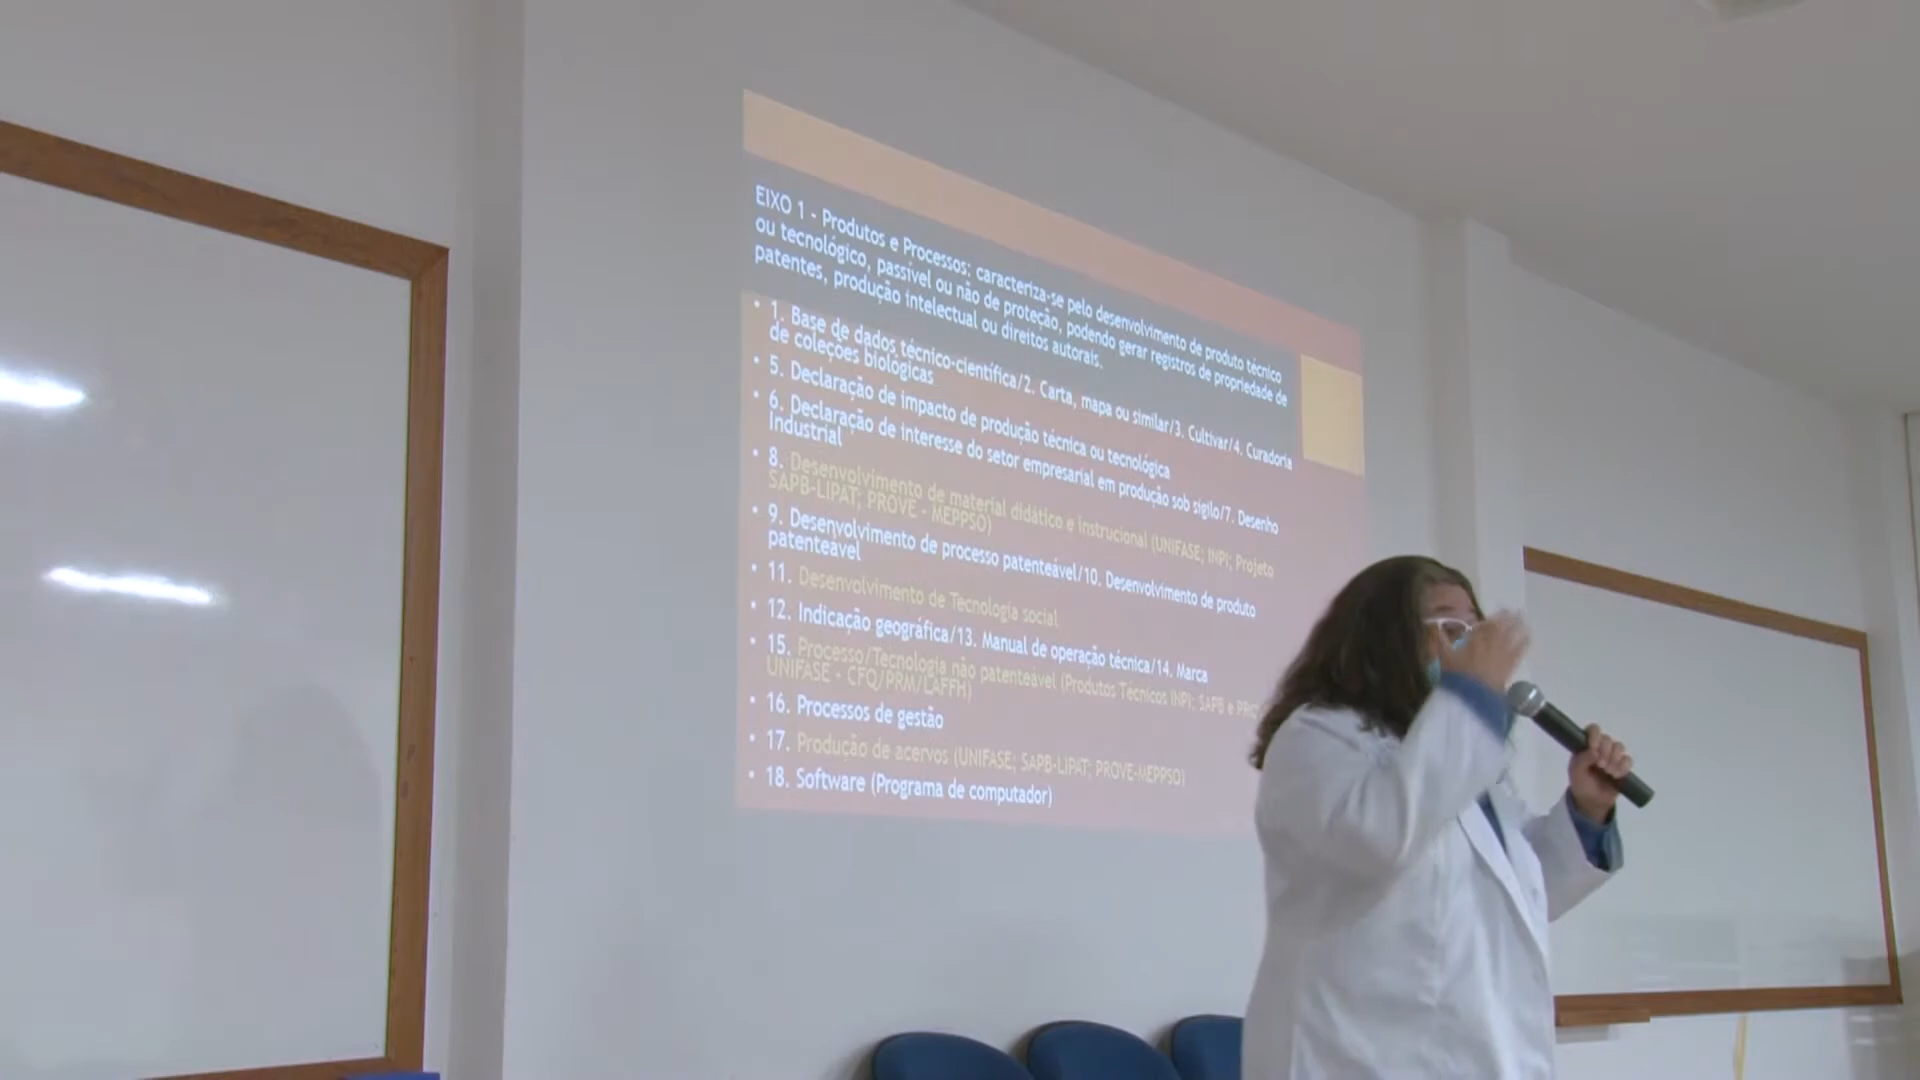 EIXO 1 - Produtos e Processos: caracteriza-se pelo desenvolvimento de produto técnico
ou tecnológico, passível ou não de proteção, podendo gerar registros de propriedade de
patentes, produção intelectual ou direitos autorais.
• 1. Base de dados técnico-científica/2. Carta, mapa ou similar/3. Cultivar/4. Curadoria
de coleções biológicas
• 5. Declaração de impacto de produção técnica ou tecnológica
• 6. Declaração de interesse do setor empresarial em produção sob sigilo/7. Desenho
Industrial
• 8. Desenvolvimento de material didático e instrucional (UNIFASE; INPI; Projeto
SAPB-LIPAT; PROVE - MEPPSO)
• 9. Desenvolvimento de processo patenteável/10. Desenvolvimento de produto
patenteável
• 11. Desenvolvimento de Tecnologia social
• 12. Indicação geográfica/13. Manual de operação técnica/14. Marca
• 15. Processo/Tecnologia não patenteável (Produtos Técnicos INPI; SAPB e
UNIFASE - CFQ/PRM/LAFFH)
• 16. Processos de gestão
• 17. Produção de acervos (UNIFASE; SAPB-LIPAT; PROVE-MEPPSO)
• 18. Software (Programa de computador)